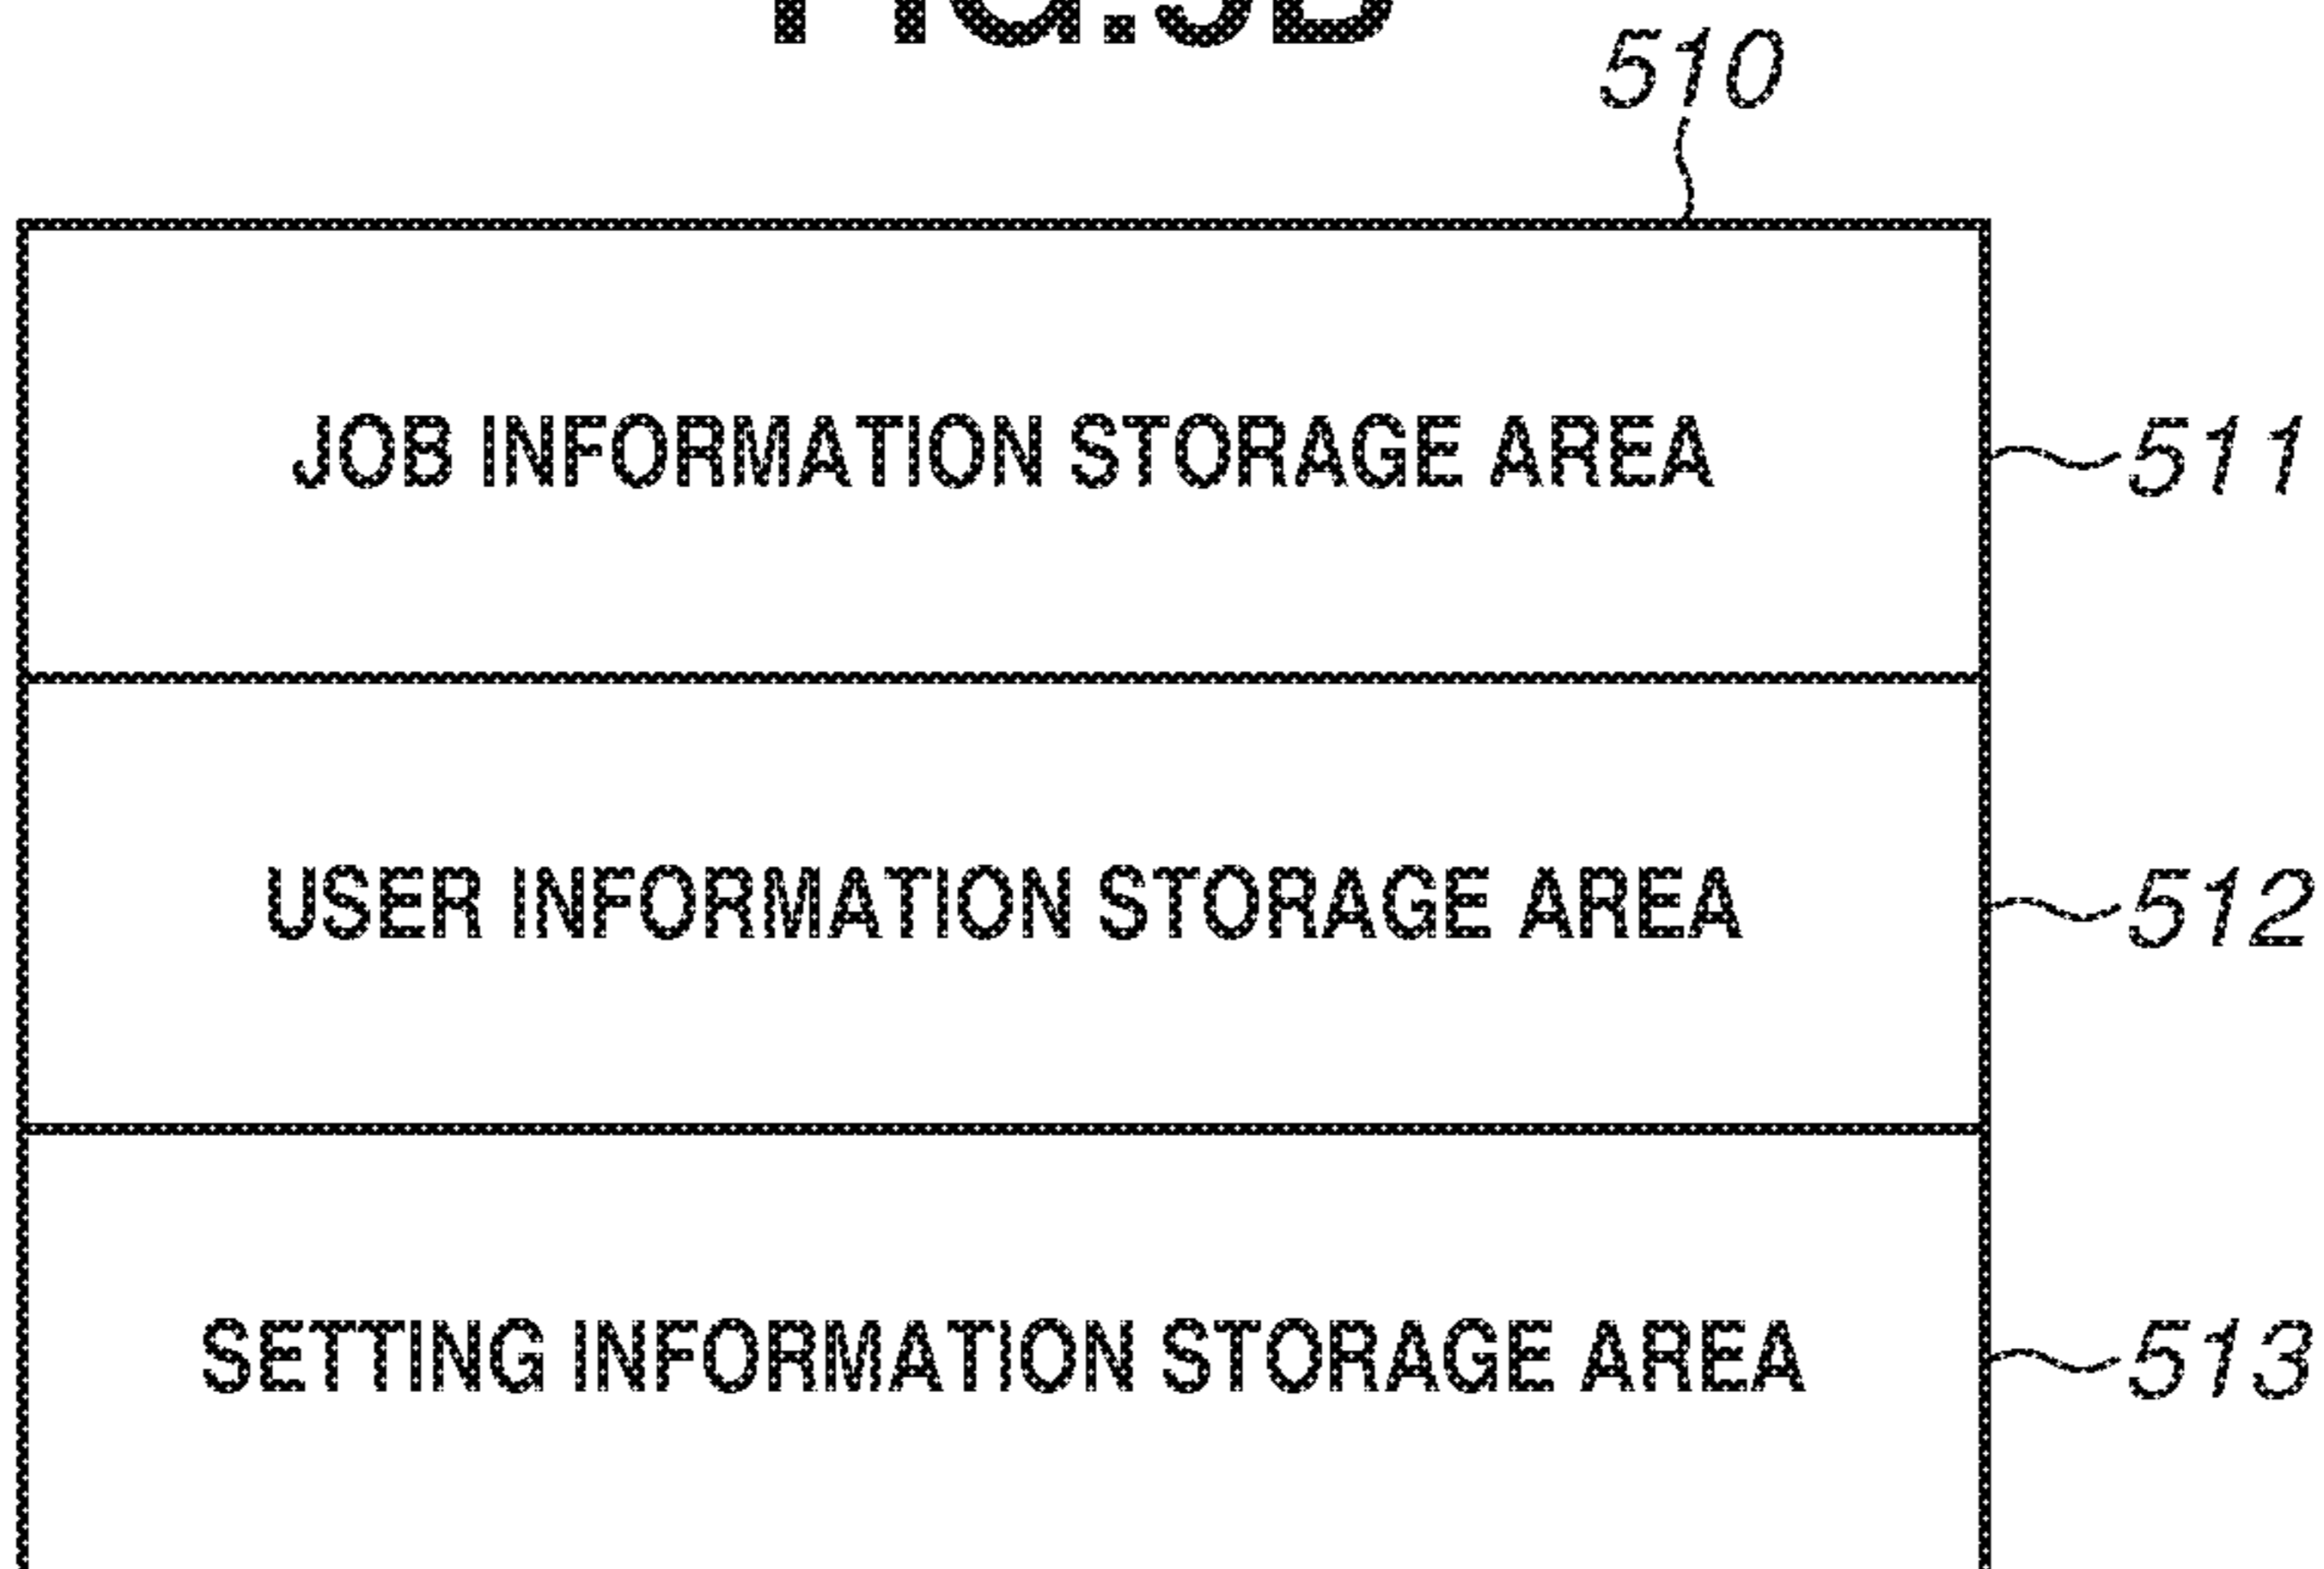 510
JOB INFORMATION STORAGE AREA 511
USER INFORMATION STORAGE AREA 512
SETTING INFORMATION STORAGE AREA 513